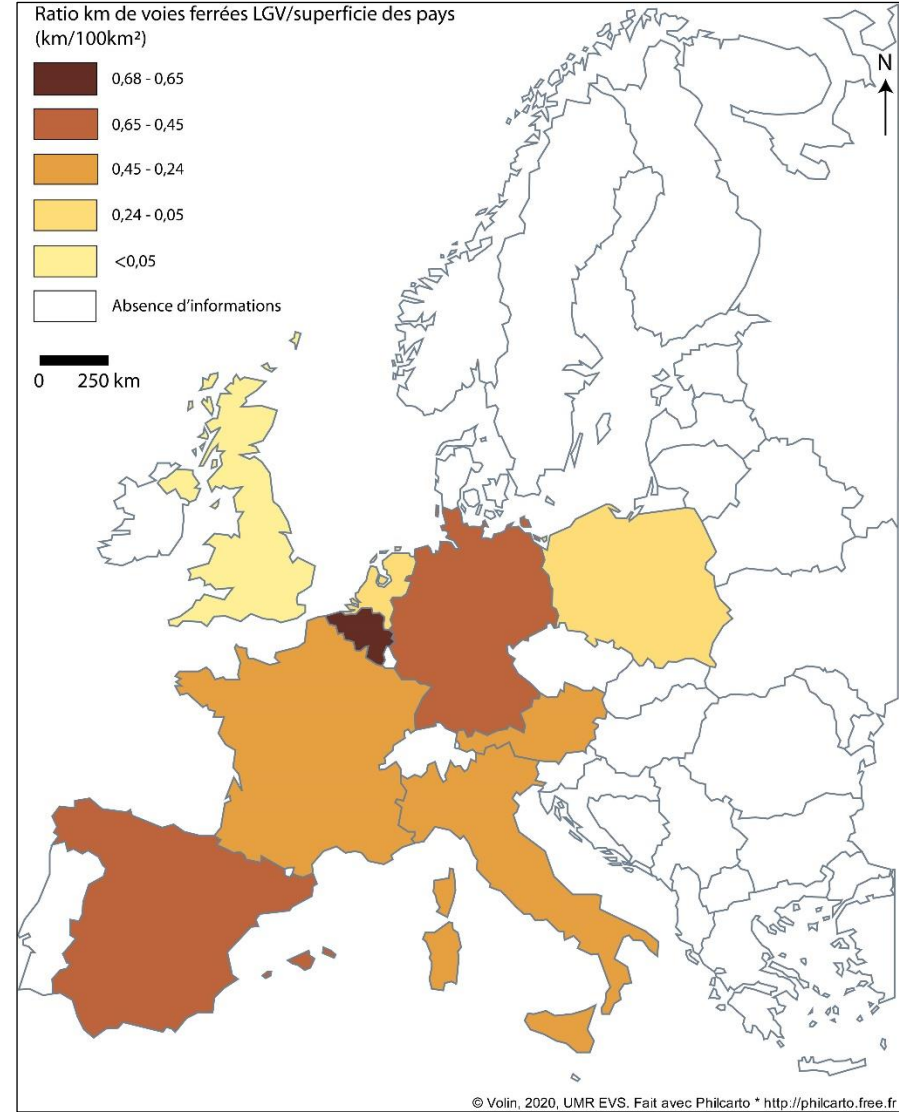 Ratio km de voies ferrées LGV/superficie des pays
(km/100km²)
0,68 - 0,65
0,65 - 0,45
0,45 - 0,24
0,24 - 0,05
<0,05
Absence d'informations
0 250 km
N
© Volin, 2020, UMR EVS. Fait avec Philcarto * http://philcarto.free.fr